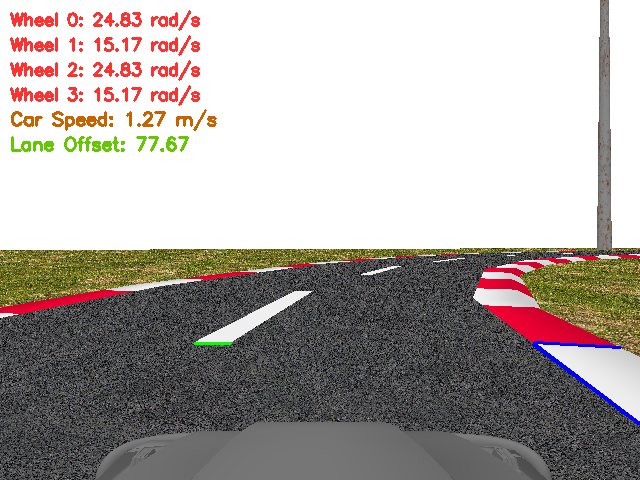 Wheel 0: 24.83 rad/s
Wheel 1: 15.17 rad/s
Wheel 2: 24.83 rad/s
Wheel 3: 15.17 rad/s
Car Speed: 1.27 m/s
Lane Offset: 77.67